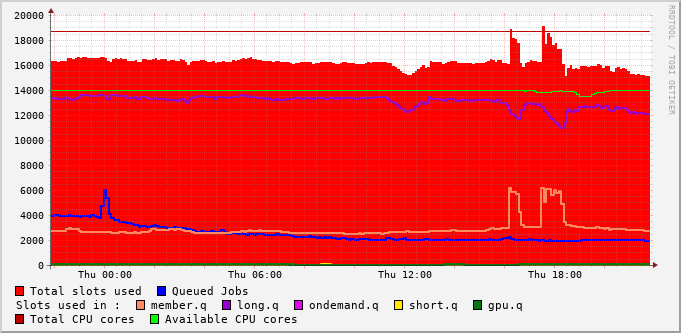 20000
18000
16000
14000
12000
10000
8000
6000
4000
2000
0
Thu 00:00 Thu 06:00 Thu 12:00 Thu 18:00
RRDTOOL / TOBI OETIKER
Total slots used Queued Jobs
Slots used in : member.q long.q ondemand.q short.q gpu.q
Total CPU cores Available CPU cores